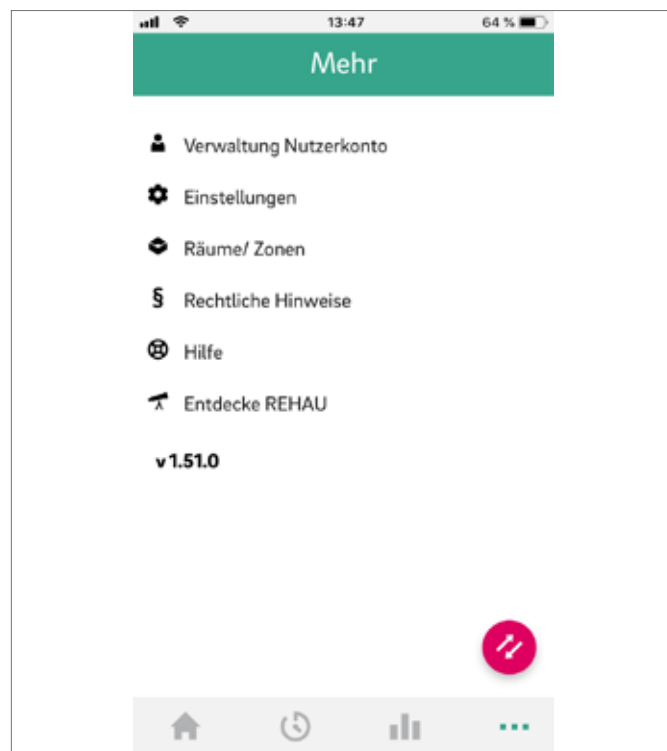 13:47
64 %
Mehr
Verwaltung Nutzerkonto
Einstellungen
Räume/ Zonen
§ Rechtliche Hinweise
Hilfe
Entdecke REHAU
v 1.51.0